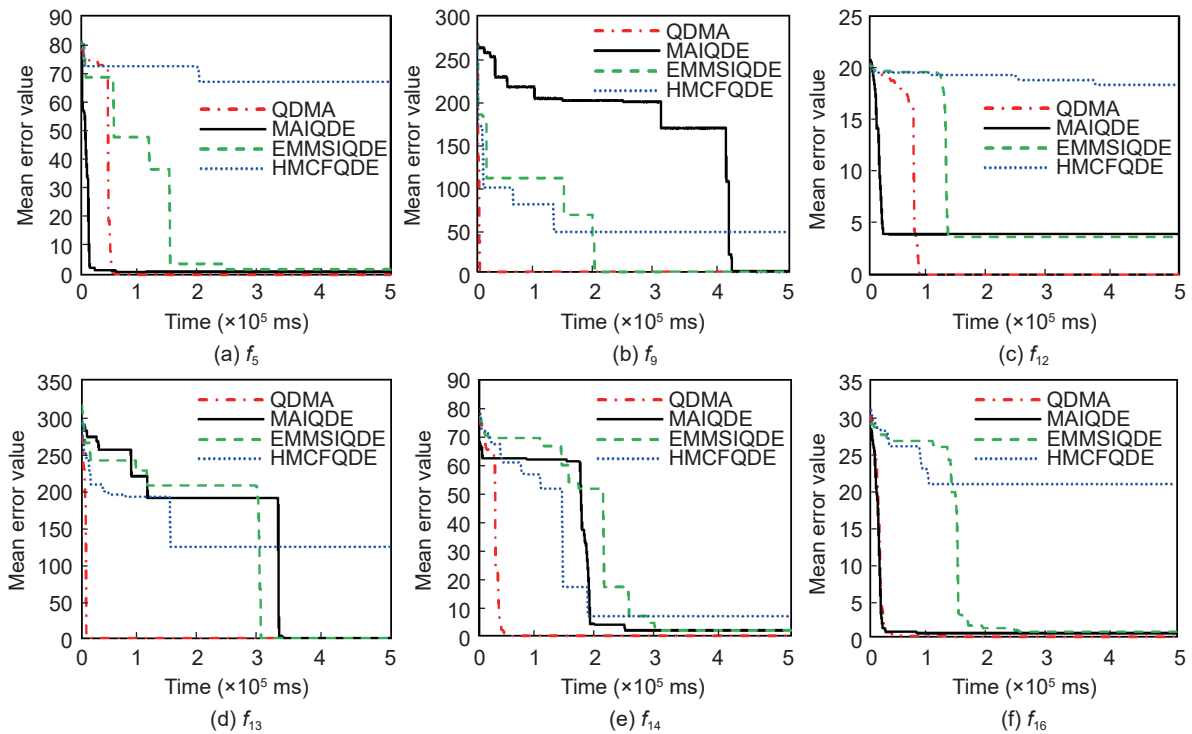 Mean error value
90
80
70
60
50
40
30
20
10
0
QDMA
MAIQDE
EMMSIQDE
HMCFQDE
0 1 2 3 4 5
Time (×10⁵ ms)
(a) f₅
Mean error value
300
250
200
150
100
50
0
QDMA
MAIQDE
EMMSIQDE
HMCFQDE
0 1 2 3 4 5
Time (×10⁵ ms)
(b) f₉
Mean error value
25
20
15
10
5
0
QDMA
MAIQDE
EMMSIQDE
HMCFQDE
0 1 2 3 4 5
Time (×10⁵ ms)
(c) f₁₂
Mean error value
350
300
250
200
150
100
50
0
QDMA
MAIQDE
EMMSIQDE
HMCFQDE
0 1 2 3 4 5
Time (×10⁵ ms)
(d) f₁₃
Mean error value
90
80
70
60
50
40
30
20
10
0
QDMA
MAIQDE
EMMSIQDE
HMCFQDE
0 1 2 3 4 5
Time (×10⁵ ms)
(e) f₁₄
Mean error value
35
30
25
20
15
10
5
0
QDMA
MAIQDE
EMMSIQDE
HMCFQDE
0 1 2 3 4 5
Time (×10⁵ ms)
(f) f₁₆